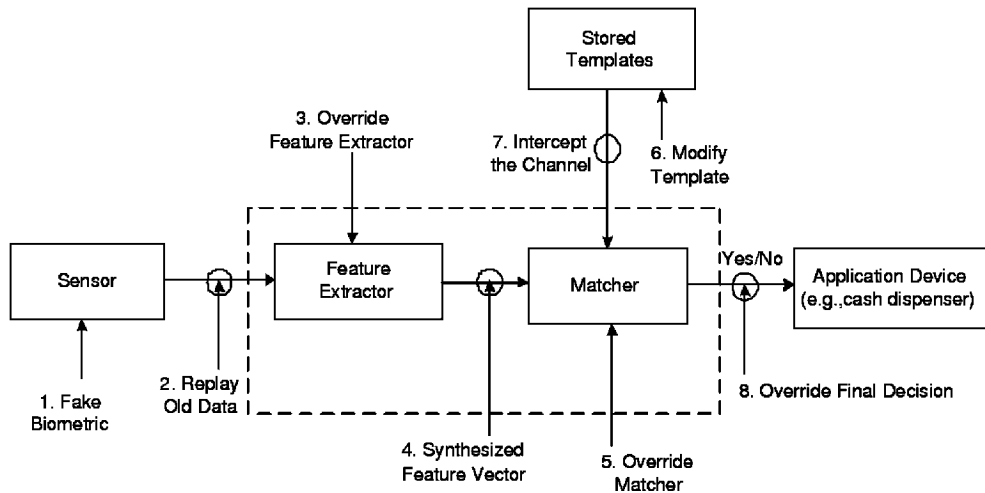 Stored
Templates
3. Override
Feature Extractor
7. Intercept
the Channel
6. Modify
Template
Sensor
Feature
Extractor
Matcher
Yes/No
Application Device
(e.g.,cash dispenser)
1. Fake
Biometric
2. Replay
Old Data
4. Synthesized
Feature Vector
5. Override
Matcher
8. Override Final Decision